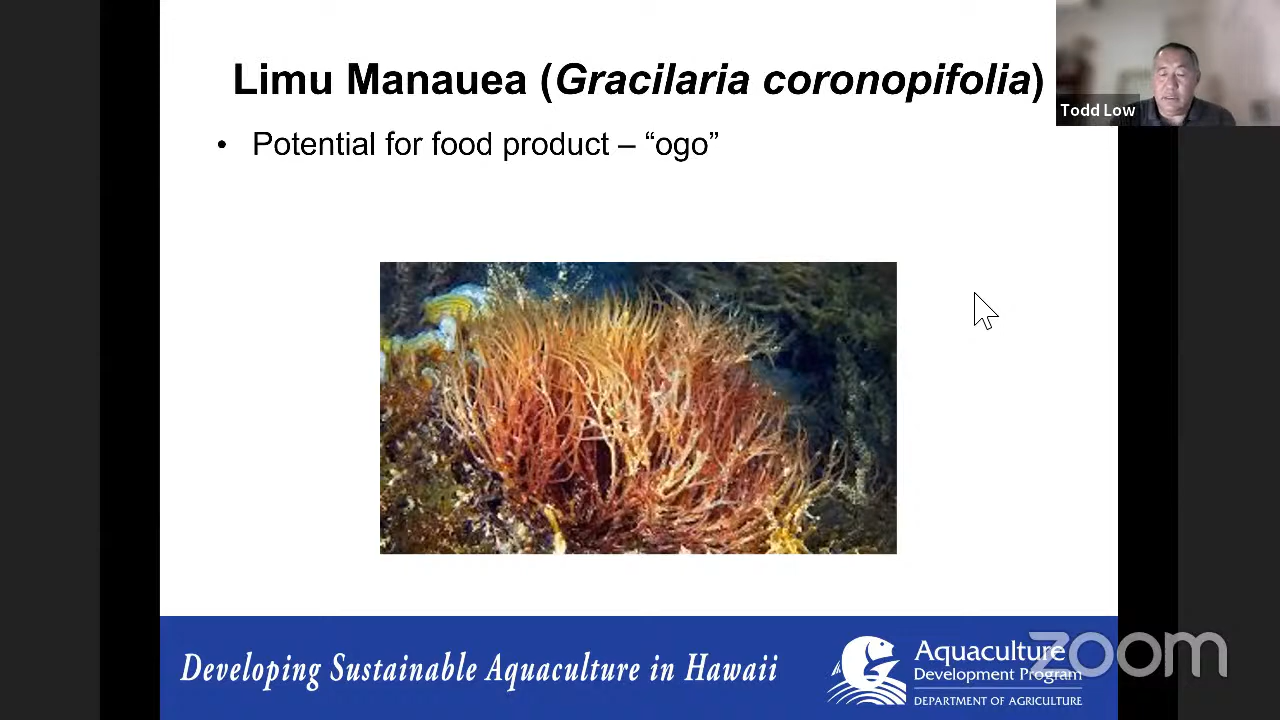 Limu Manauea (Gracilaria coronopifolia)
Todd Low
• Potential for food product – “ogo”
Developing Sustainable Aquaculture in Hawaii
Aquaculture
Development Program
DEPARTMENT OF AGRICULTURE
zoom